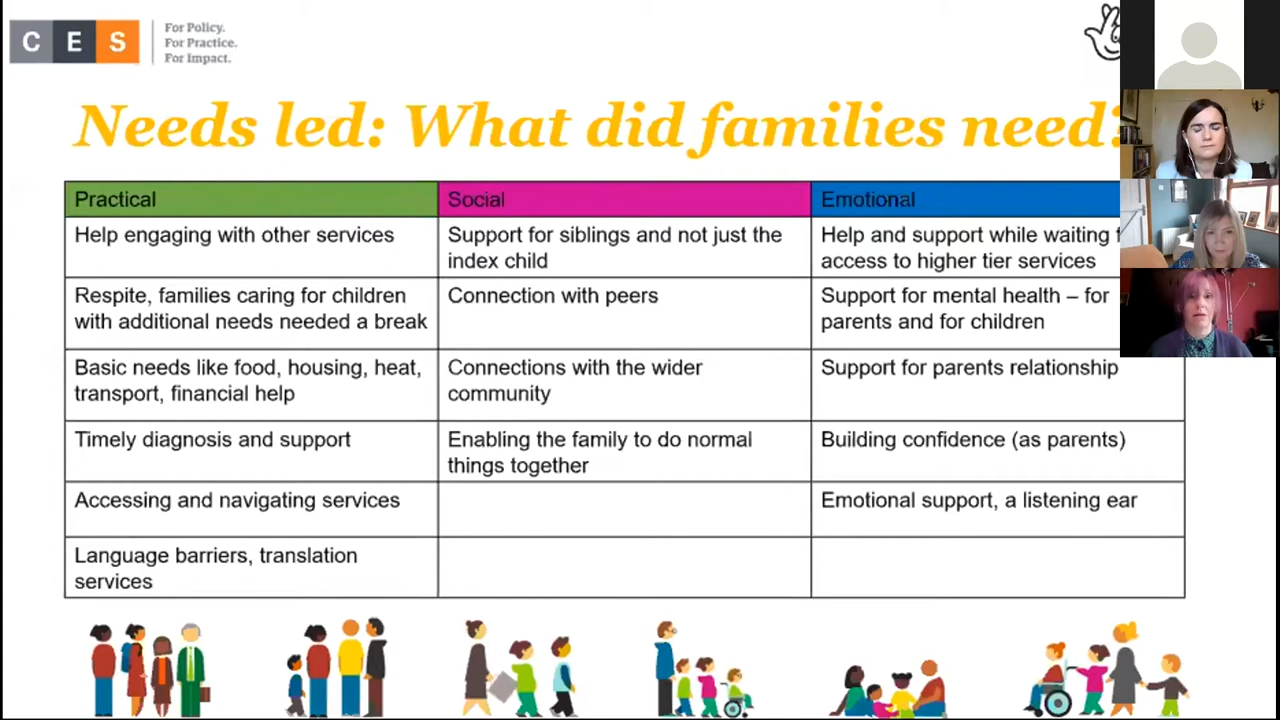 CES
For Policy.
For Practice.
For Impact.
Needs led: What did families need?
Practical
Social
Emotional
Help engaging with other services
Support for siblings and not just the
index child
Help and support while waiting
access to higher tier services
Respite, families caring for children
with additional needs needed a break
Connection with peers
Support for mental health – for
parents and for children
Basic needs like food, housing, heat,
transport, financial help
Connections with the wider
community
Support for parents relationship
Timely diagnosis and support
Enabling the family to do normal
things together
Building confidence (as parents)
Accessing and navigating services
Emotional support, a listening ear
Language barriers, translation
services